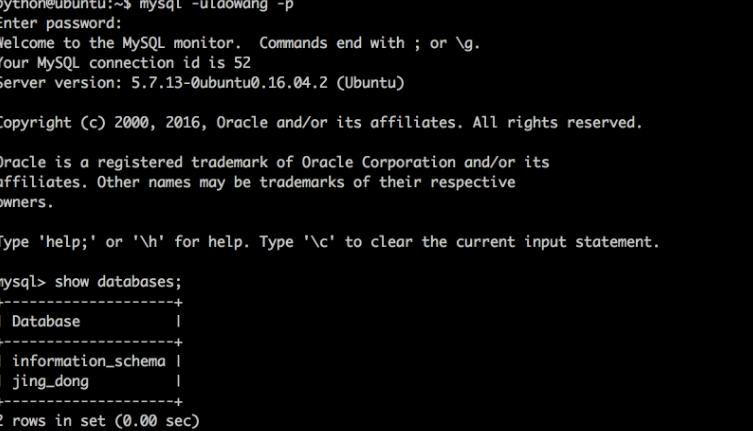 python@ubuntu:~$ mysql -ulaowang -p
Enter password:
Welcome to the MySQL monitor.  Commands end with ; or \g.
Your MySQL connection id is 52
Server version: 5.7.13-0ubuntu0.16.04.2 (Ubuntu)

Copyright (c) 2000, 2016, Oracle and/or its affiliates. All rights reserved.

Oracle is a registered trademark of Oracle Corporation and/or its
affiliates. Other names may be trademarks of their respective
owners.

Type 'help;' or '\h' for help. Type '\c' to clear the current input statement.

mysql> show databases;
+--------------------+
| Database           |
+--------------------+
| information_schema |
| jing_dong          |
+--------------------+
2 rows in set (0.00 sec)